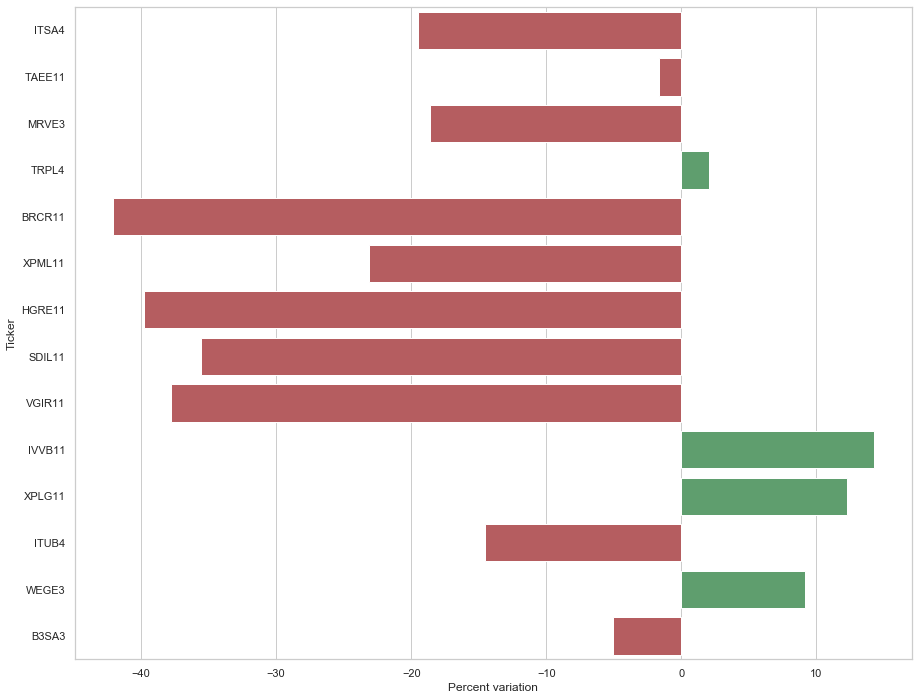 ITSA4
TAEE11
MRVE3
TRPL4
BRCR11
XPML11
HGRE11
SDIL11
VGIR11
IVVB11
XPLG11
ITUB4
WEGE3
B3SA3
Ticker
−40 −30 −20 −10 0 10
Percent variation